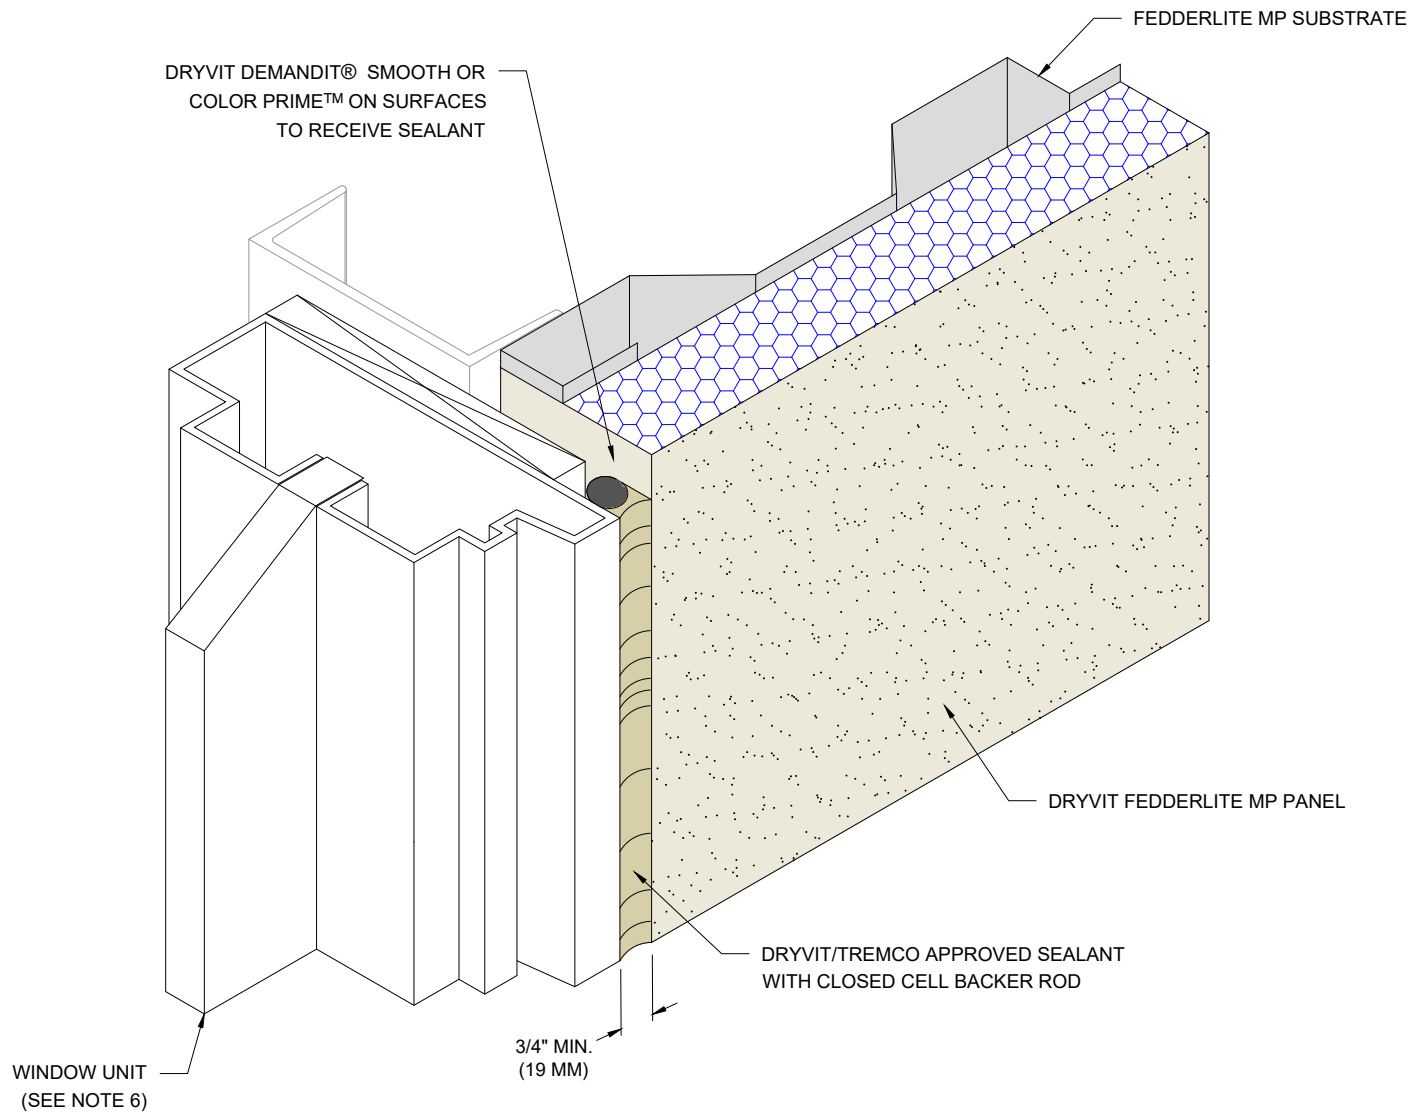 FEDDERLITE MP SUBSTRATE
DRYVIT DEMANDIT® SMOOTH OR
COLOR PRIME™ ON SURFACES
TO RECEIVE SEALANT
DRYVIT FEDDERLITE MP PANEL
DRYVIT/TREMCO APPROVED SEALANT
WITH CLOSED CELL BACKER ROD
3/4" MIN.
(19 MM)
WINDOW UNIT
(SEE NOTE 6)